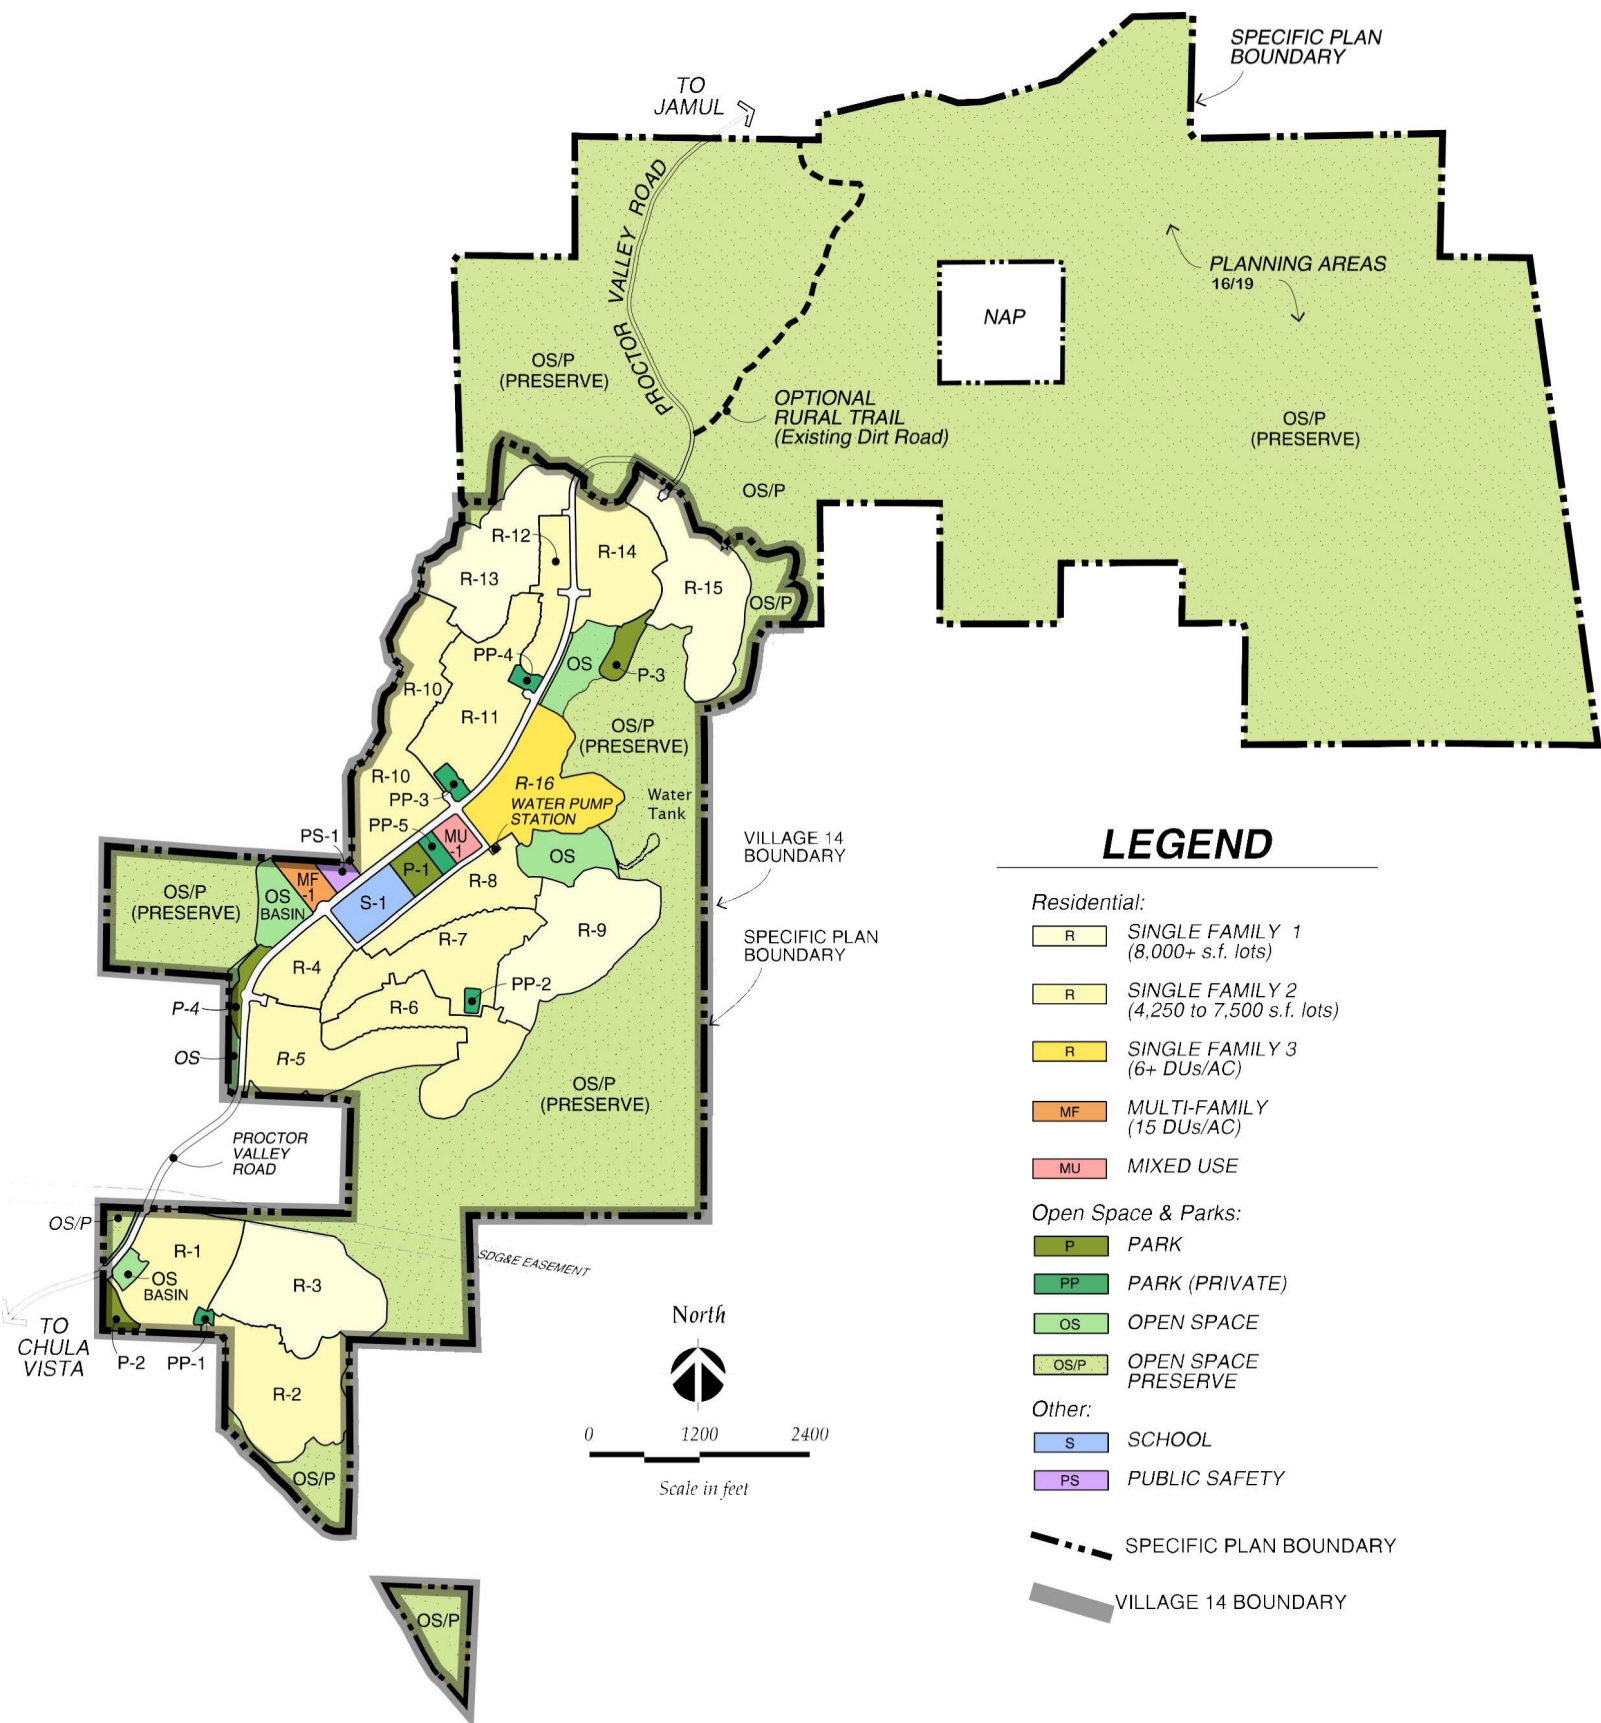 SPECIFIC PLAN
BOUNDARY
TO
JAMUL
PROCTOR VALLEY ROAD
PLANNING AREAS
16/19
NAP
OS/P
(PRESERVE)
OPTIONAL
RURAL TRAIL
(Existing Dirt Road)
OS/P
(PRESERVE)
OS/P
R-12
R-14
R-13
R-15
OS/P
PP-4
OS
P-3
R-10
R-11
OS/P
(PRESERVE)
R-10
R-16
PP-3
WATER PUMP
STATION
Water
Tank
PP-5
MU
-1
PS-1
VILLAGE 14
BOUNDARY
OS
P-1
R-8
MF
-1
OS/P
(PRESERVE)
OS
BASIN
S-1
R-9
R-7
SPECIFIC PLAN
BOUNDARY
R-4
PP-2
P-4
R-6
OS
R-5
OS/P
(PRESERVE)
PROCTOR
VALLEY
ROAD
OS/P
R-1
SDG&E EASEMENT
OS
BASIN
R-3
TO
CHULA
VISTA
P-2
PP-1
R-2
OS/P
OS/P
North
0
1200
2400
Scale in feet
LEGEND
Residential:
R
SINGLE FAMILY 1
(8,000+ s.f. lots)
R
SINGLE FAMILY 2
(4,250 to 7,500 s.f. lots)
R
SINGLE FAMILY 3
(6+ DUs/AC)
MF
MULTI-FAMILY
(15 DUs/AC)
MU
MIXED USE
Open Space & Parks:
P
PARK
PP
PARK (PRIVATE)
OS
OPEN SPACE
OS/P
OPEN SPACE
PRESERVE
Other:
S
SCHOOL
PS
PUBLIC SAFETY
SPECIFIC PLAN BOUNDARY
VILLAGE 14 BOUNDARY